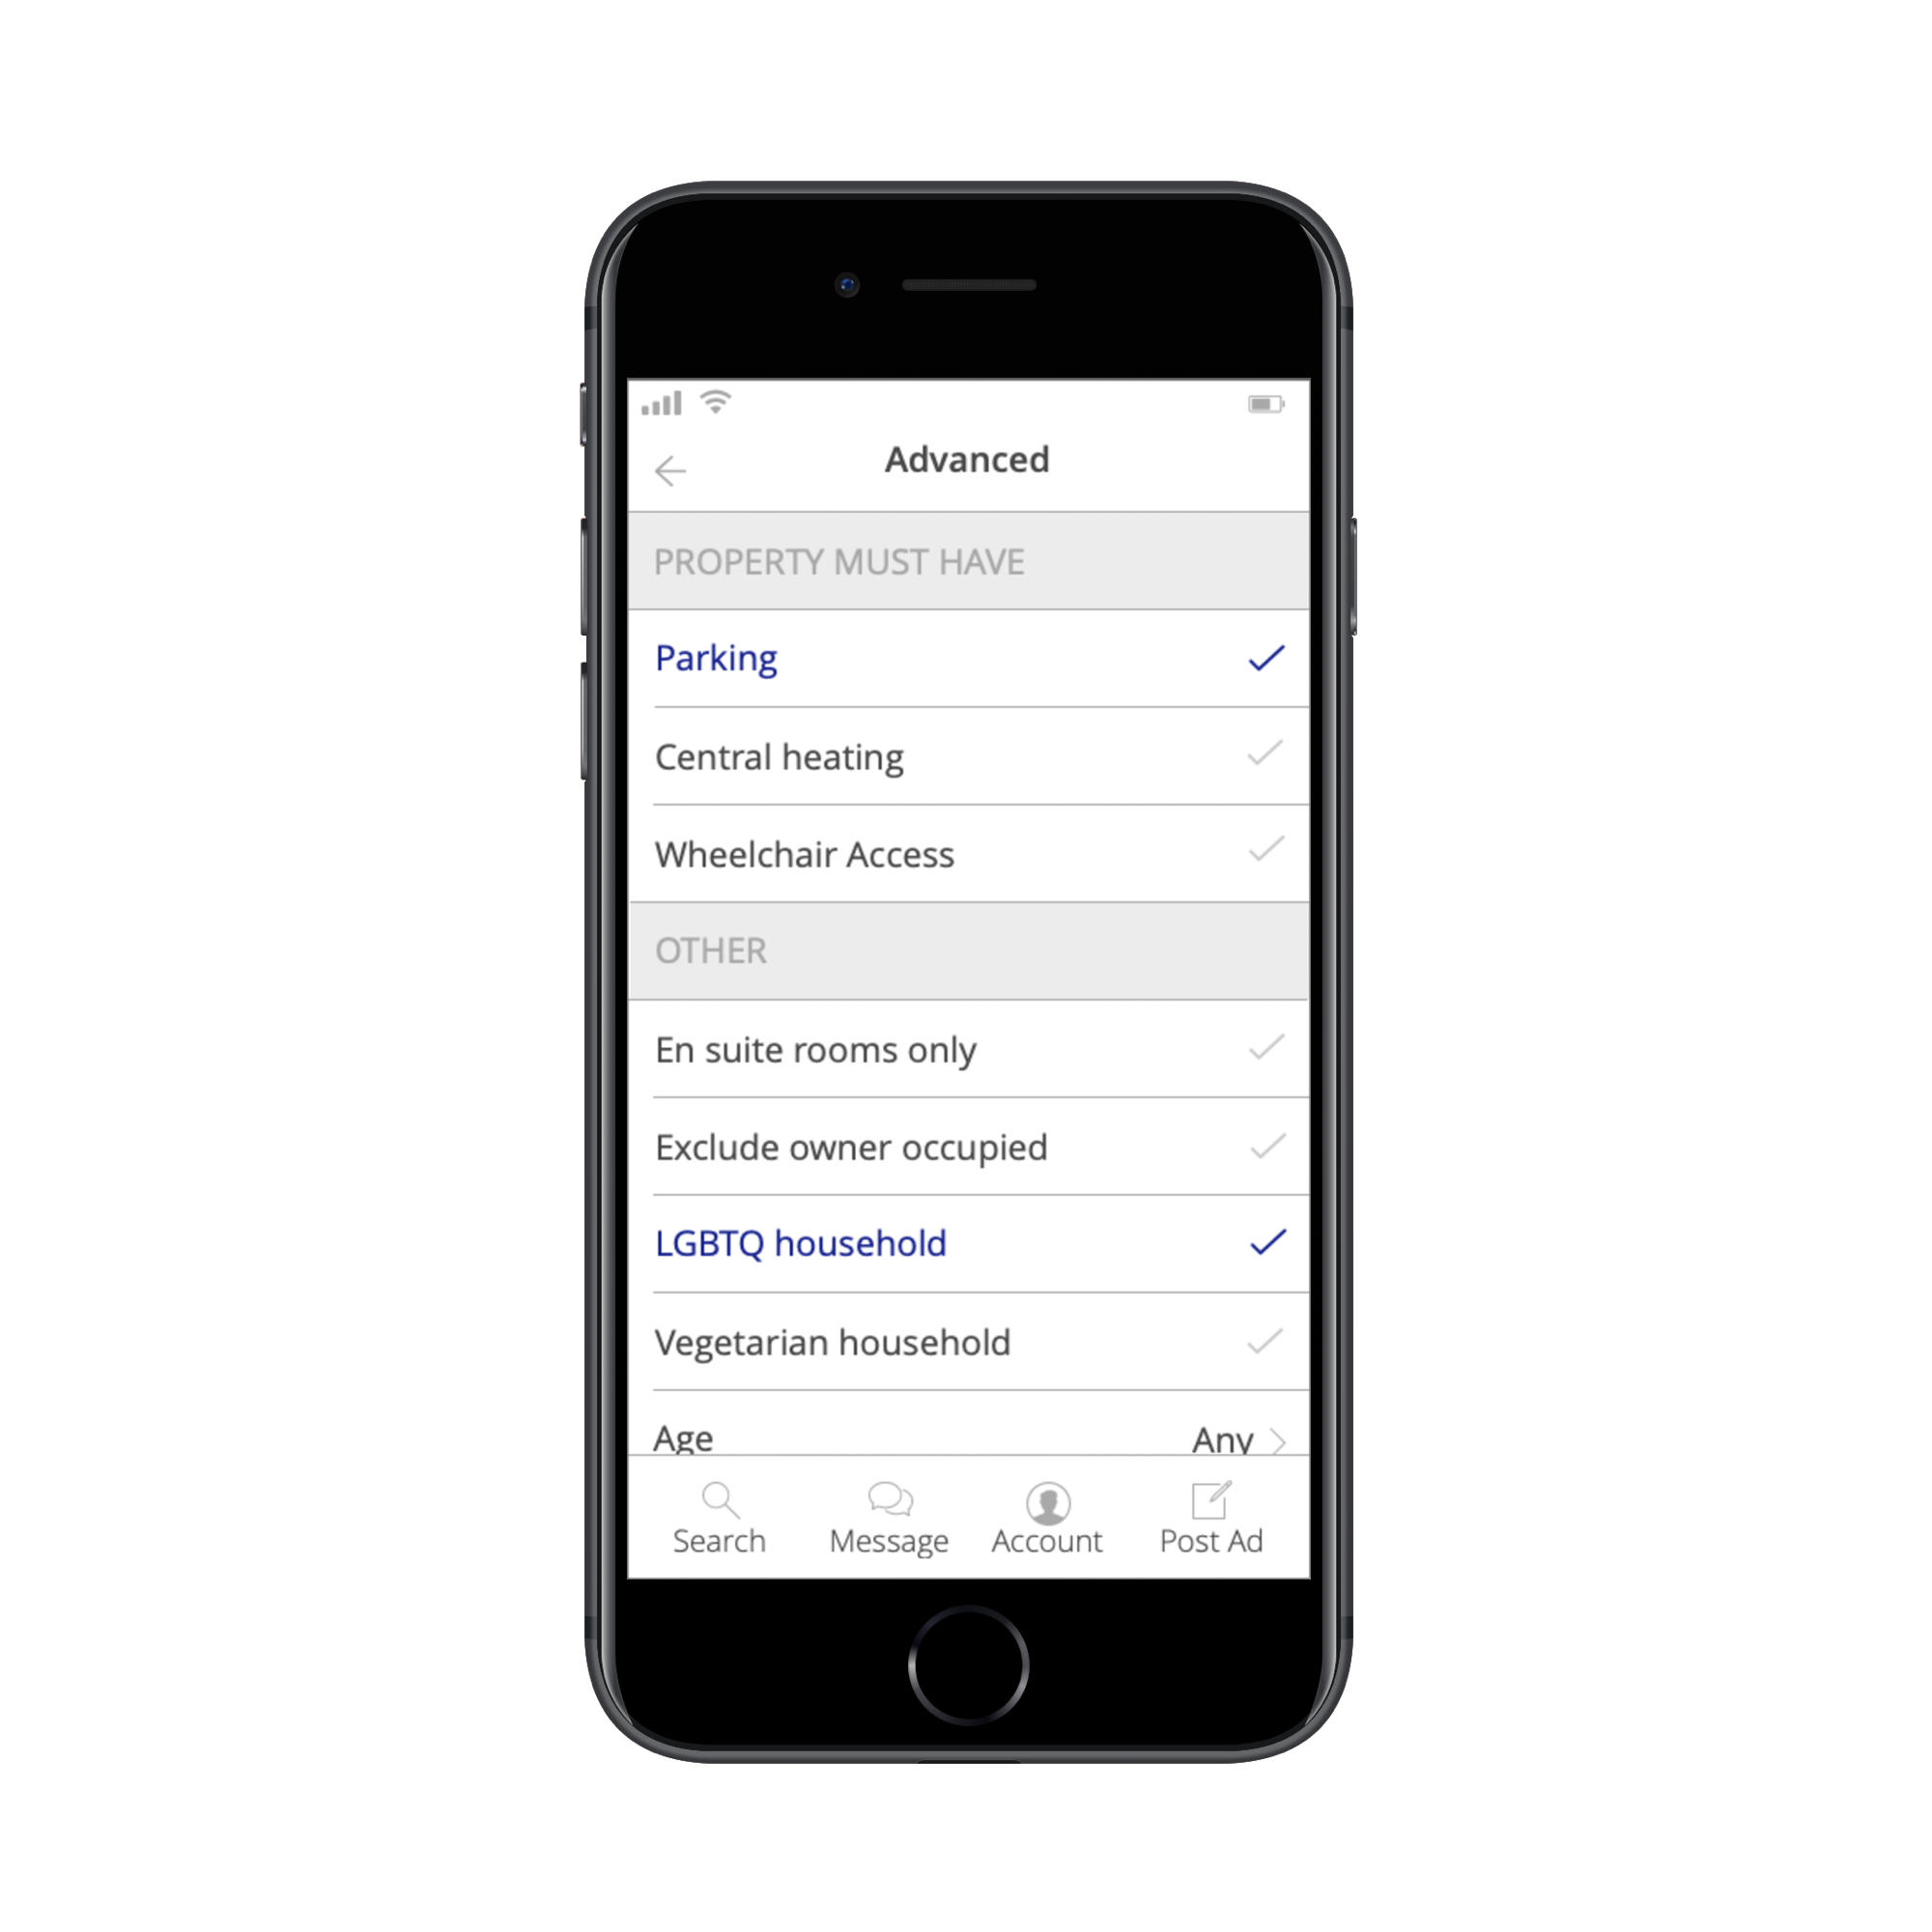 Advanced
PROPERTY MUST HAVE
Parking
Central heating
Wheelchair Access
OTHER
En suite rooms only
Exclude owner occupied
LGBTQ household
Vegetarian household
Age Any
Search Message Account Post Ad